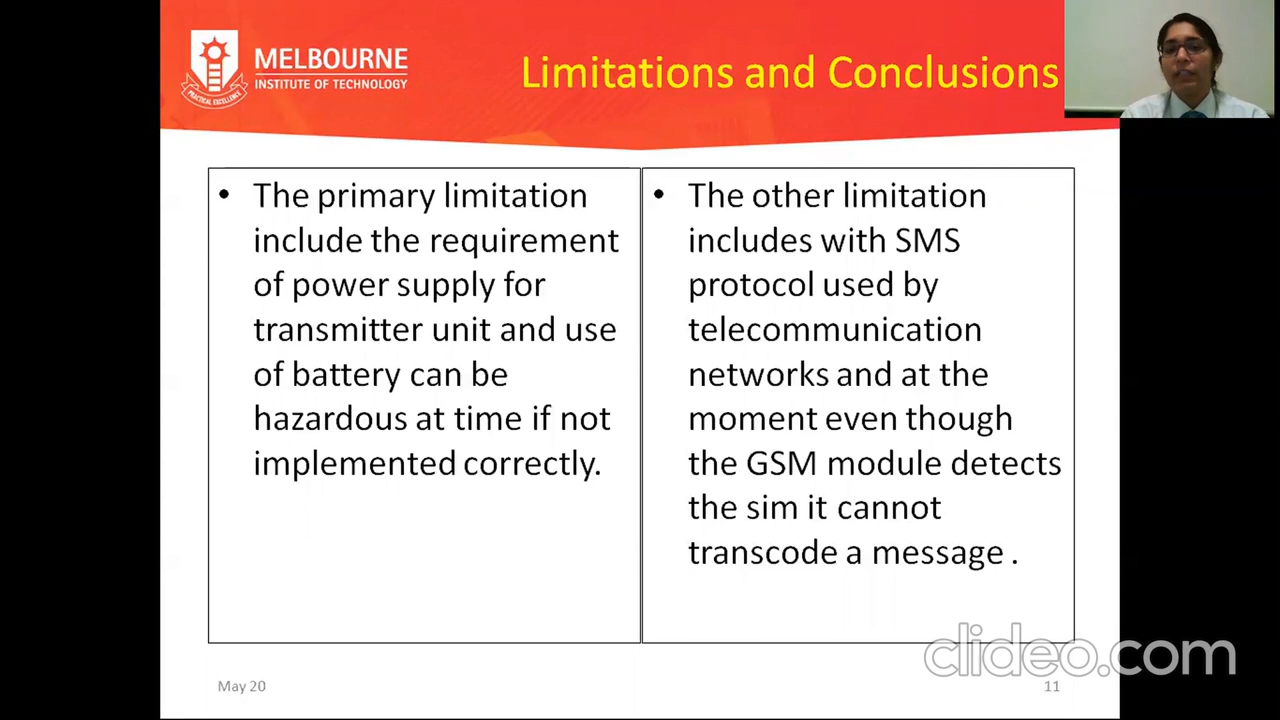 MELBOURNE
INSTITUTE OF TECHNOLOGY
PRACTICAL EXCELLENCE
Limitations and Conclusions
• The primary limitation
include the requirement
of power supply for
transmitter unit and use
of battery can be
hazardous at time if not
implemented correctly.
• The other limitation
includes with SMS
protocol used by
telecommunication
networks and at the
moment even though
the GSM module detects
the sim it cannot
transcode a message .
clideo.com
May 20
11